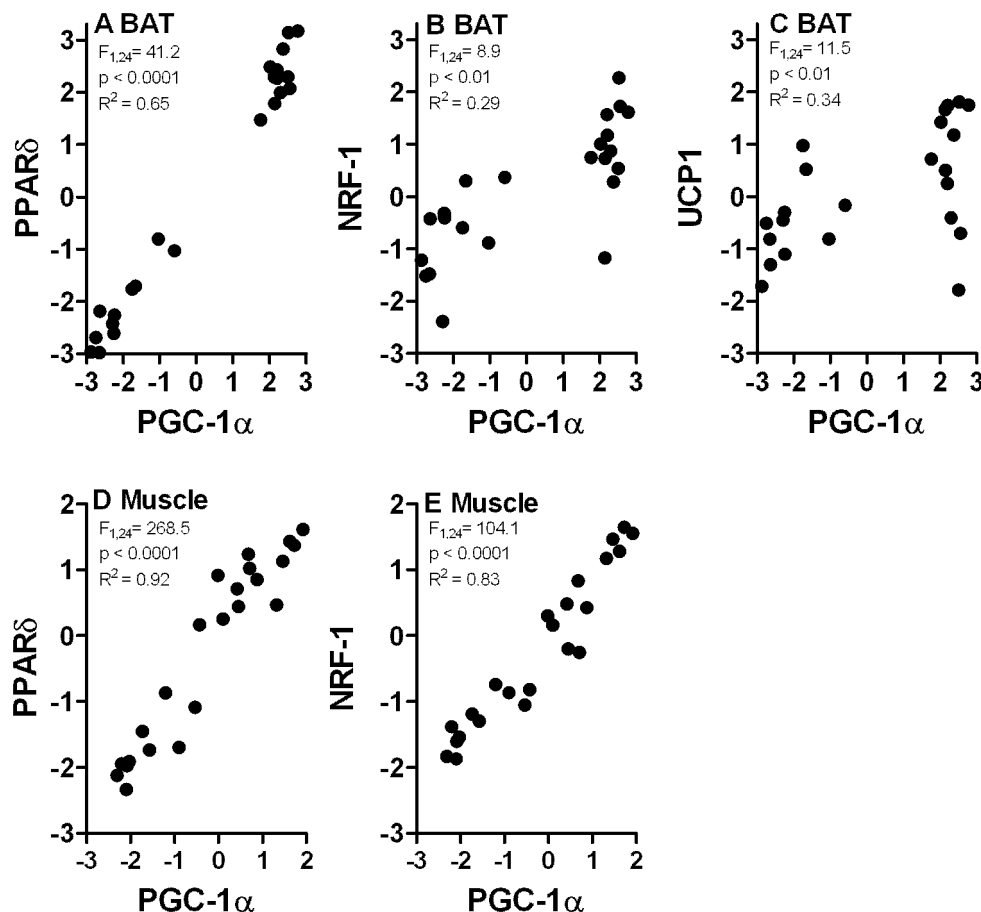 A BAT
F1,24= 41.2
p < 0.0001
R2 = 0.65
3
2
1
0
-1
-2
-3
PPARδ
-3 -2 -1 0 1 2 3
PGC-1α
B BAT
F1,24= 8.9
p < 0.01
R2 = 0.29
3
2
1
0
-1
-2
-3
NRF-1
-3 -2 -1 0 1 2 3
PGC-1α
C BAT
F1,24= 11.5
p < 0.01
R2 = 0.34
3
2
1
0
-1
-2
-3
UCP1
-3 -2 -1 0 1 2 3
PGC-1α
D Muscle
F1,24= 268.5
p < 0.0001
R2 = 0.92
2
1
0
-1
-2
-3
PPARδ
-3 -2 -1 0 1 2
PGC-1α
E Muscle
F1,24= 104.1
p < 0.0001
R2 = 0.83
2
1
0
-1
-2
-3
NRF-1
-3 -2 -1 0 1 2
PGC-1α